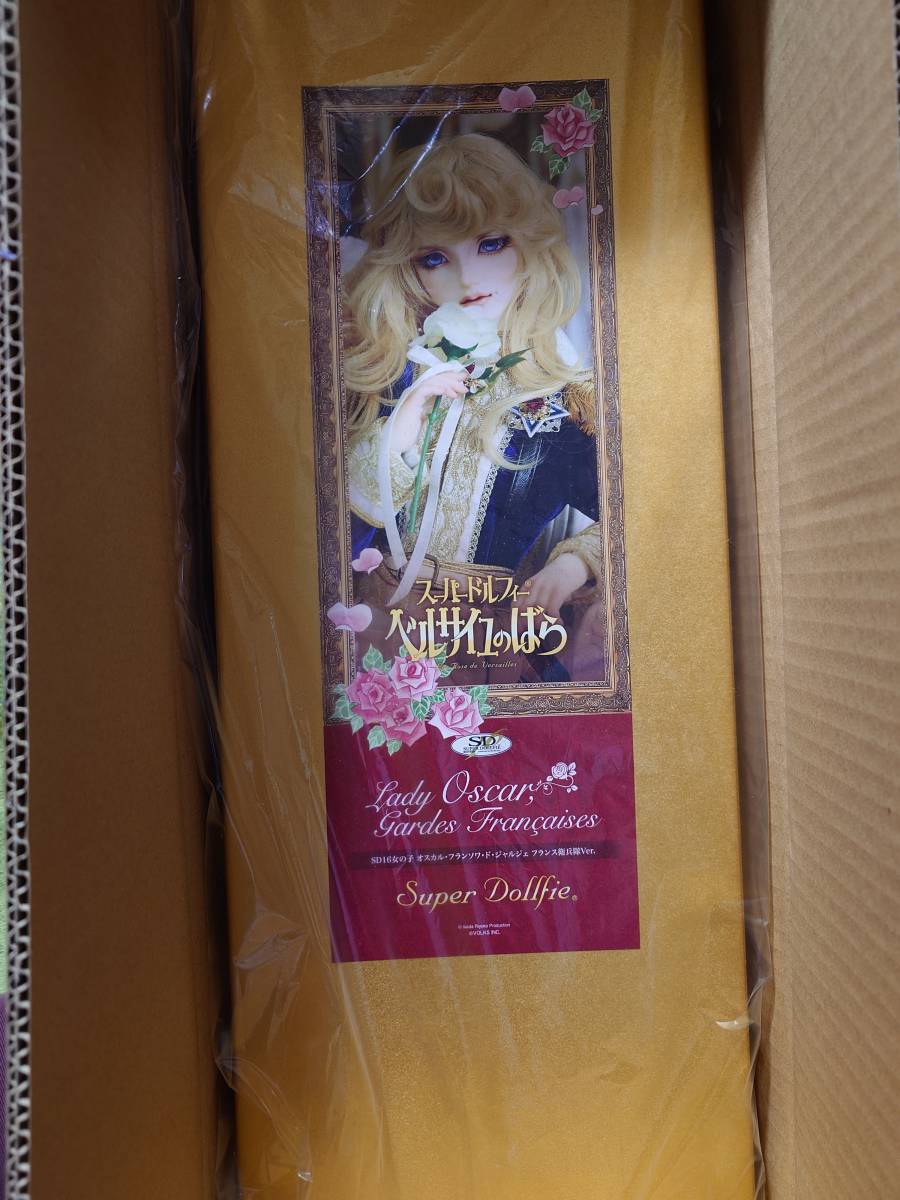 スーパードルフィー®
ベルサイユのばら
Rose de Versailles
SD
SUPER DOLLFIE
Lady Oscar,
Gardes Françaises
SD16女の子 オスカル・フランソワ・ド・ジャルジェ フランス衛兵隊Ver.
Super Dollfie®
© Ikeda Riyoko Production
©VOLKS INC.